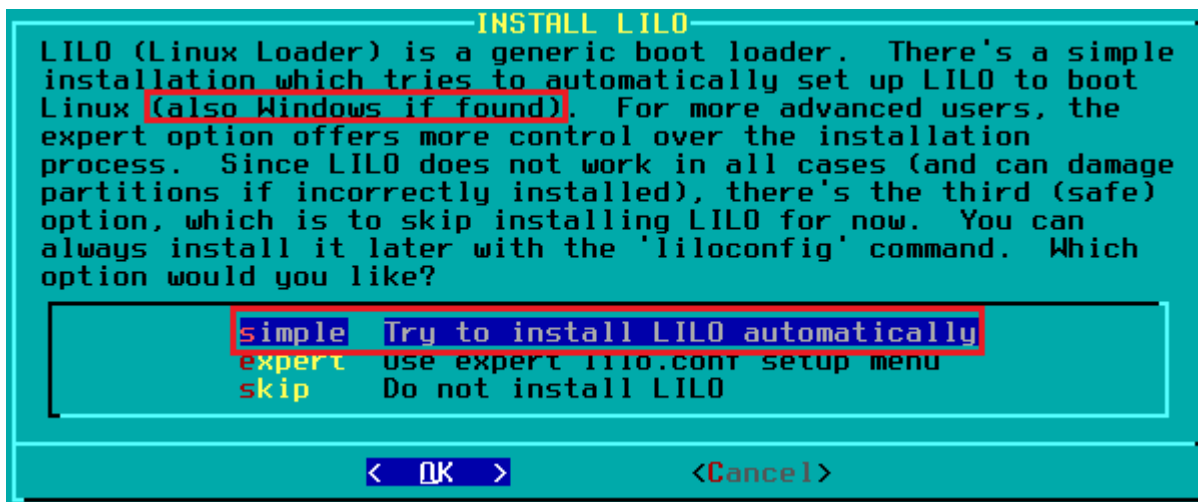 INSTALL LILO
LILO (Linux Loader) is a generic boot loader.  There's a simple
installation which tries to automatically set up LILO to boot
Linux (also Windows if found).  For more advanced users, the
expert option offers more control over the installation
process.  Since LILO does not work in all cases (and can damage
partitions if incorrectly installed), there's the third (safe)
option, which is to skip installing LILO for now.  You can
always install it later with the 'liloconfig' command.  Which
option would you like?
simple  Try to install LILO automatically
expert  Use expert lilo.conf setup menu
skip    Do not install LILO
<  OK  >    <Cancel>